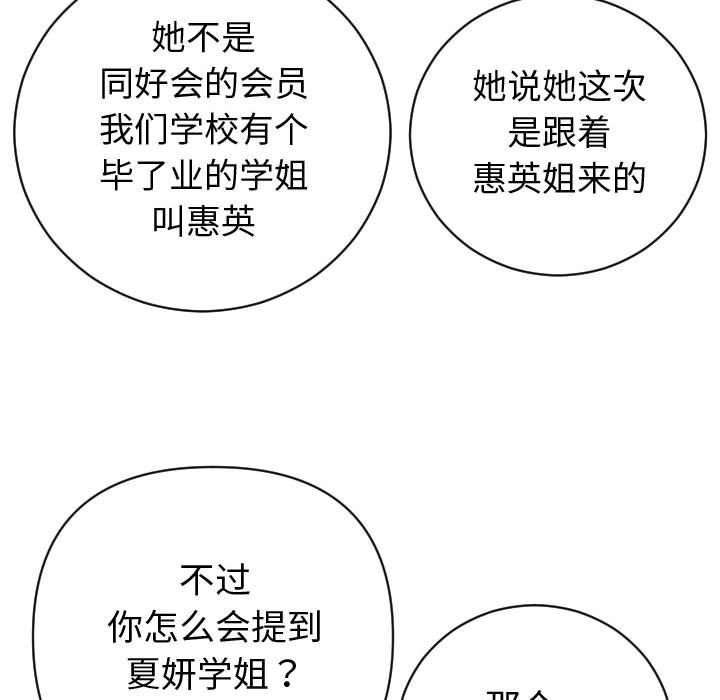 她不是
同好会的会员
我们学校有个
毕了业的学姐
叫惠英
她说她这次
是跟着
惠英姐来的
不过
你怎么会提到
夏妍学姐？
那个